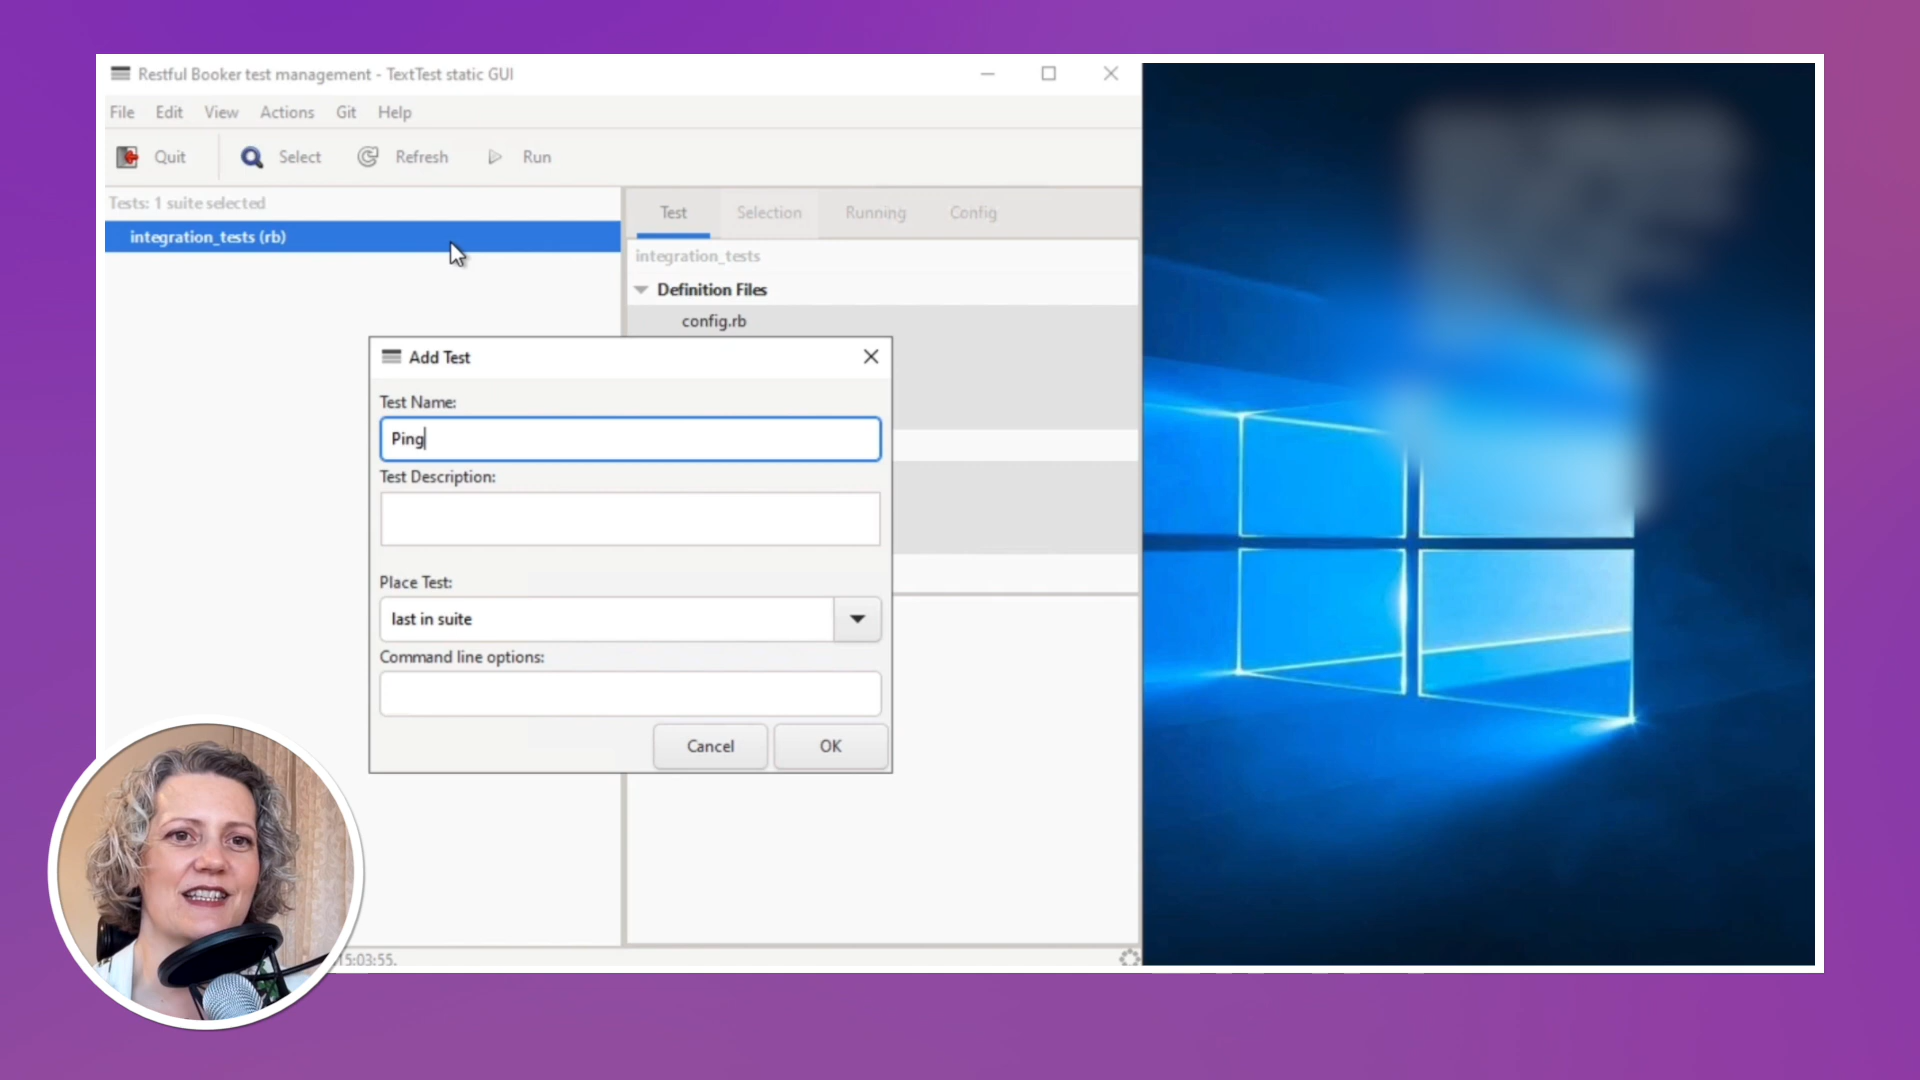 Restful Booker test management - TextTest static GUI
File Edit View Actions Git Help
Quit Select Refresh Run
Tests: 1 suite selected
integration_tests (rb)
Test Selection Running Config
integration_tests
Definition Files
config.rb
Add Test
Test Name:
Ping
Test Description:
Place Test:
last in suite
Command line options:
Cancel OK
15:03:55.